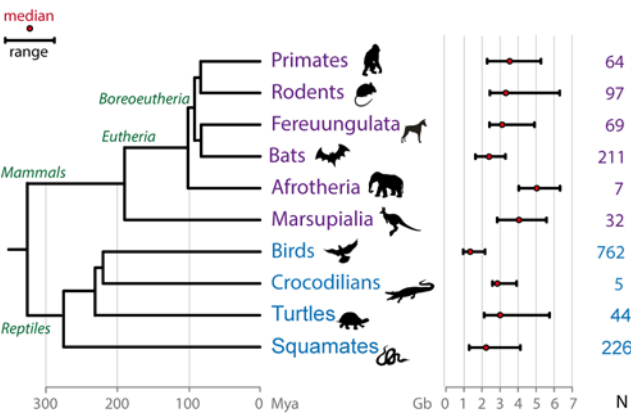 median
range
Primates 64
Boreoeutheria Rodents 97
Fereuungulata 69
Eutheria
Bats 211
Mammals
Afrotheria 7
Marsupialia 32
Birds 762
Crocodilians 5
Turtles 44
Reptiles
Squamates 226
300 200 100 0 Mya Gb 0 1 2 3 4 5 6 7 N